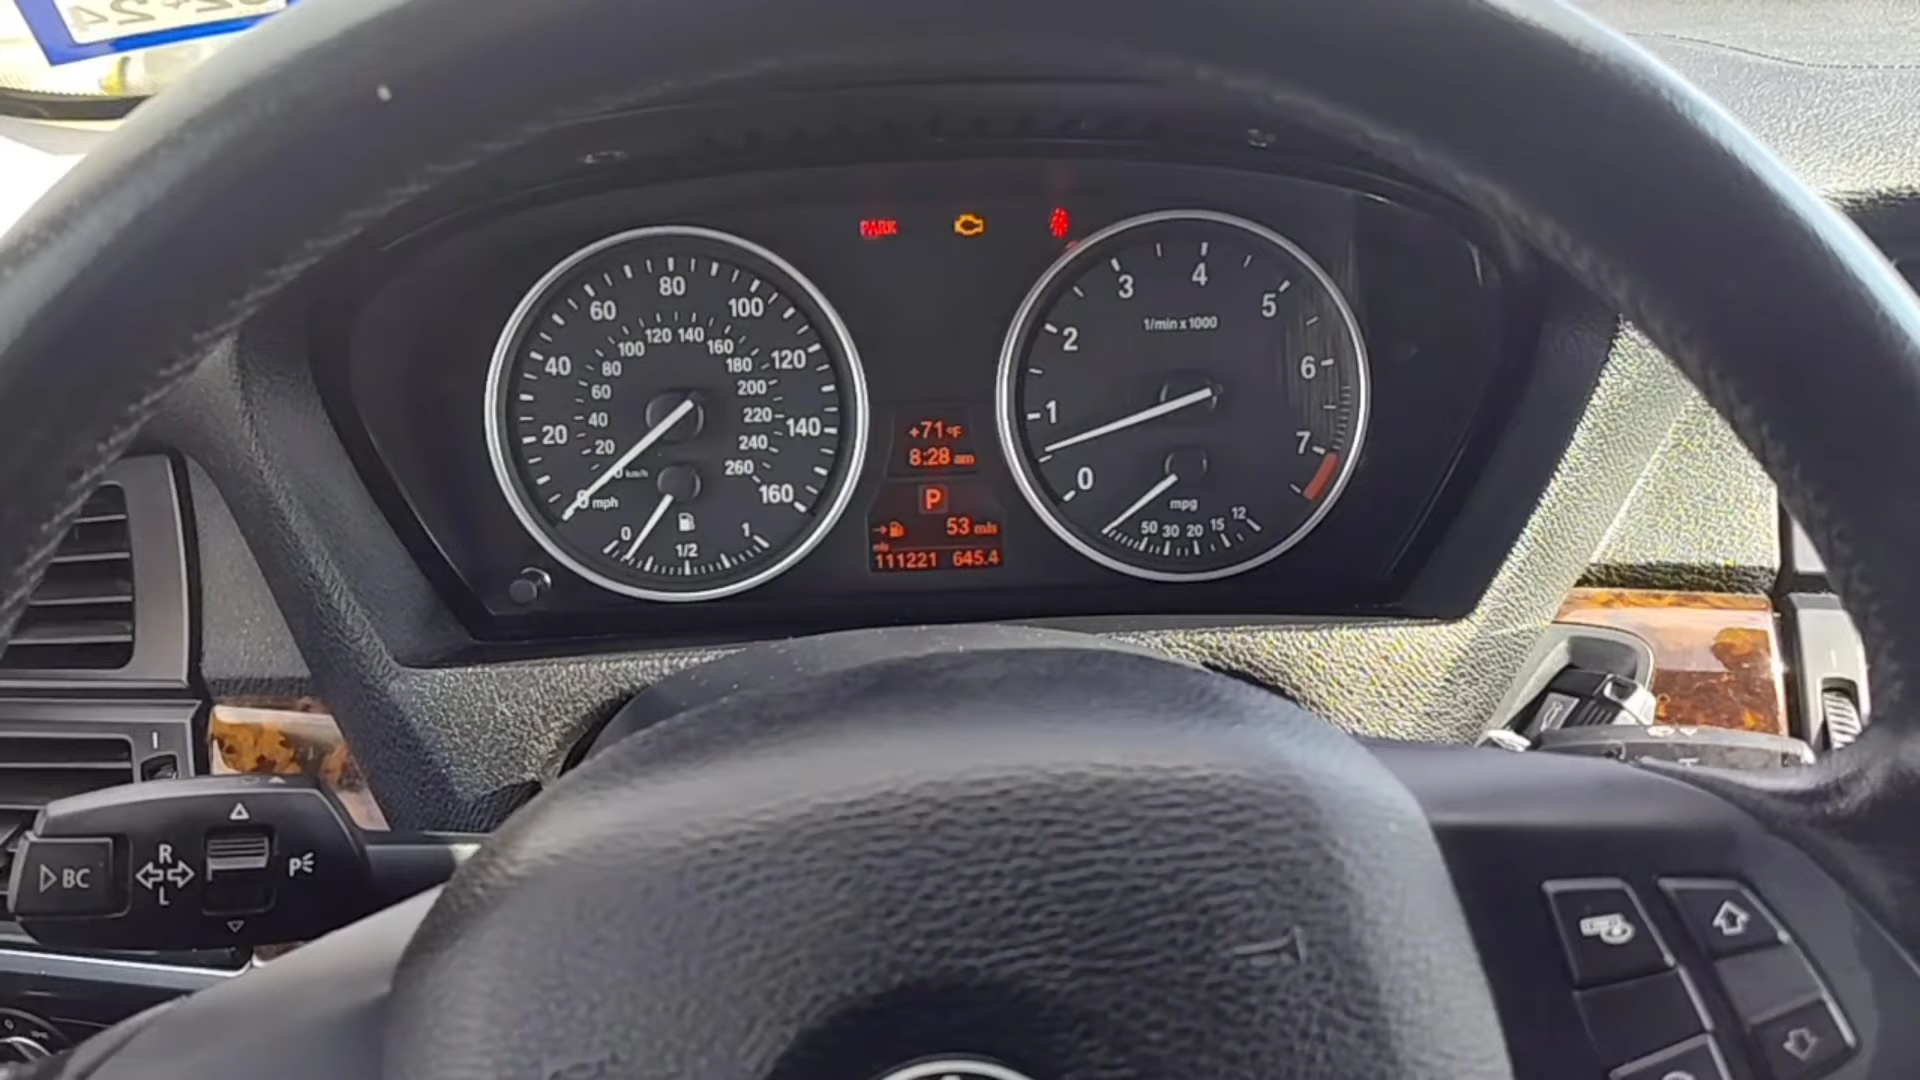 PARK
20
40
60
80
100
120
140
160
20
40
60
80
100
120
140
160
180
200
220
240
260
km/h
0 mph
0
1/2
1
+71°F
8:28 am
P
53 mls
mls
111221 645.4
0
1
2
3
4
5
6
7
1/min x 1000
mpg
50 30 20 15 12
BC
R
L
P